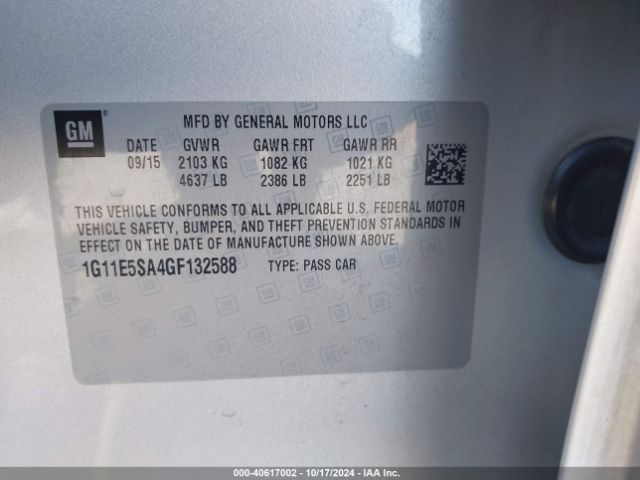 GM
MFD BY GENERAL MOTORS LLC
DATE GVWR GAWR FRT GAWR RR
09/15 2103 KG 1082 KG 1021 KG
4637 LB 2386 LB 2251 LB
THIS VEHICLE CONFORMS TO ALL APPLICABLE U.S. FEDERAL MOTOR
VEHICLE SAFETY, BUMPER, AND THEFT PREVENTION STANDARDS IN
EFFECT ON THE DATE OF MANUFACTURE SHOWN ABOVE.
1G11E5SA4GF132588 TYPE: PASS CAR
000-40617002 - 10/17/2024 - IAA Inc.